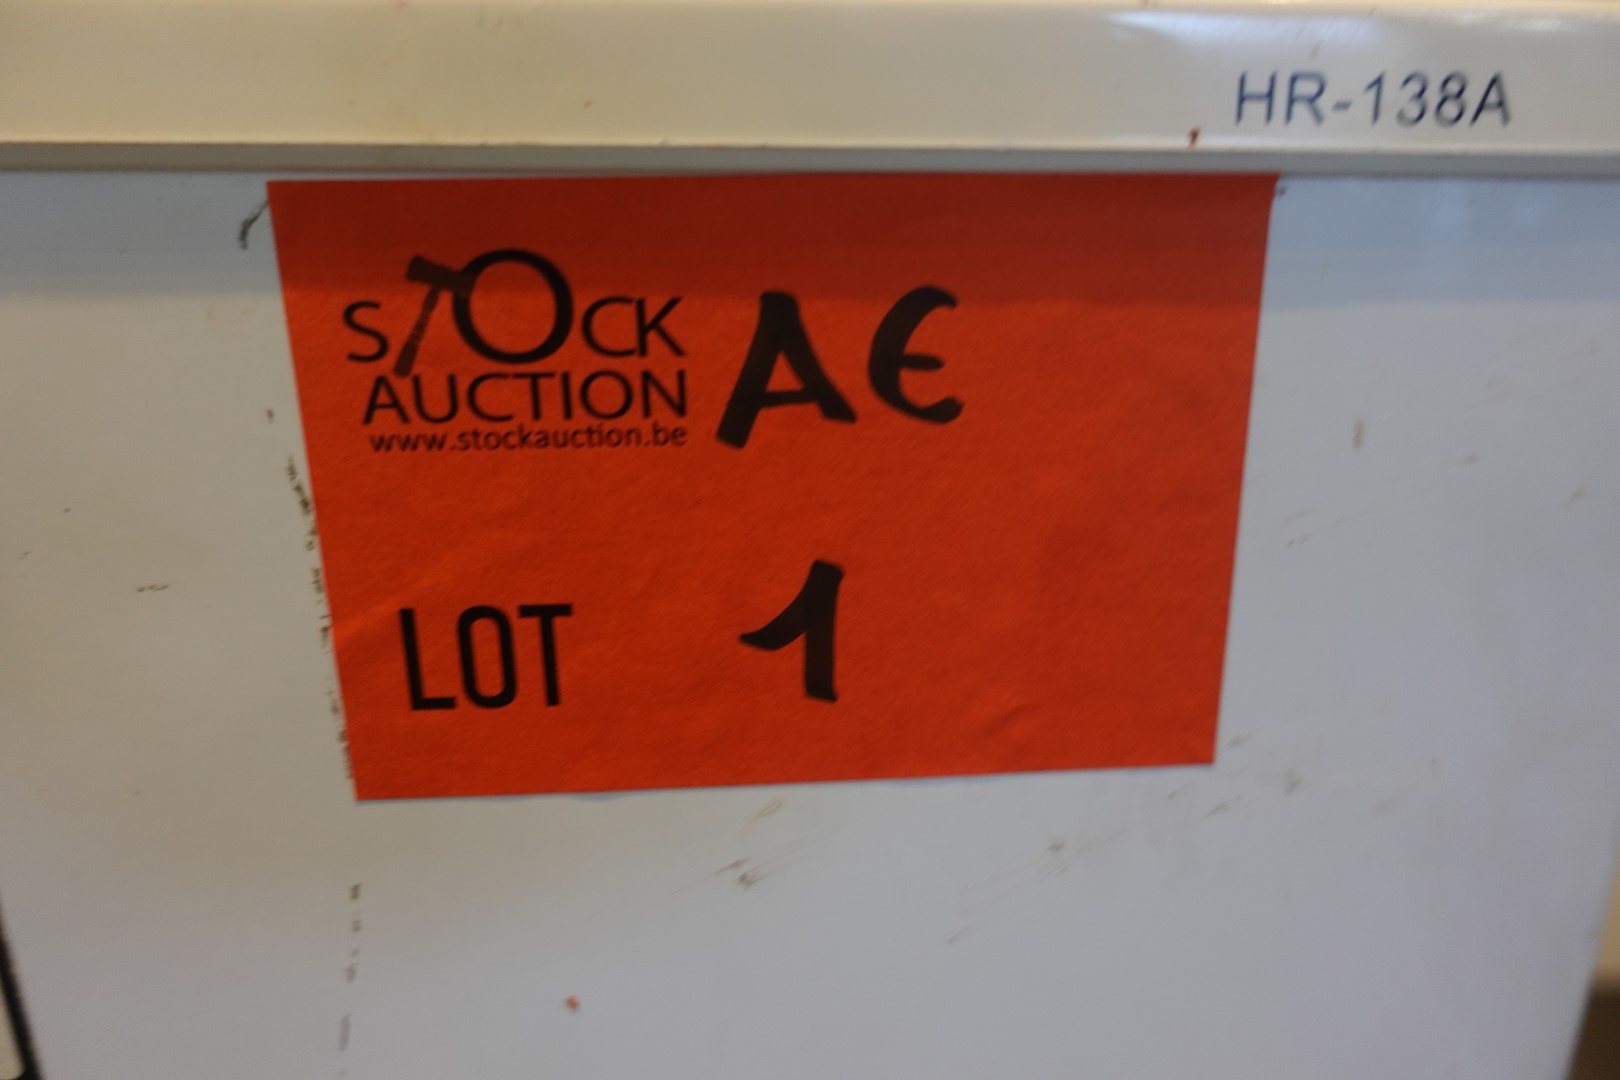 HR-138A
STOCK AE
AUCTION
www.stockauction.be
LOT 1